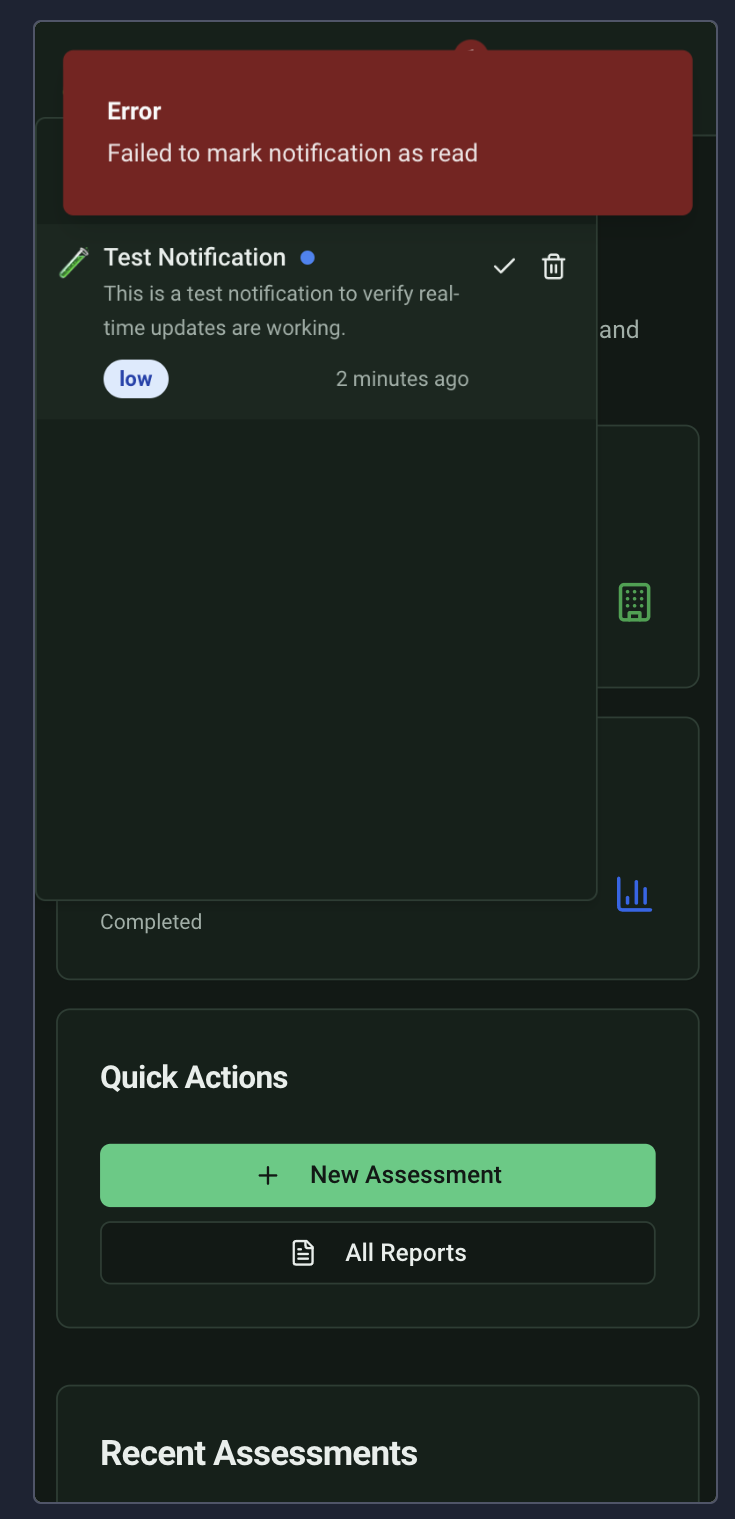 Error
Failed to mark notification as read
Test Notification
This is a test notification to verify real-
time updates are working.
and
low
2 minutes ago
Completed
Quick Actions
New Assessment
All Reports
Recent Assessments